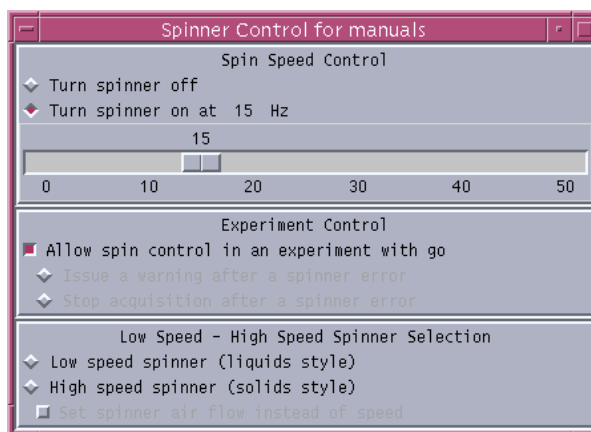 Spinner Control for manuals
Spin Speed Control
Turn spinner off
Turn spinner on at 15 Hz
15
0 10 20 30 40 50
Experiment Control
Allow spin control in an experiment with go
Issue a warning after a spinner error
Stop acquisition after a spinner error
Low Speed - High Speed Spinner Selection
Low speed spinner (liquids style)
High speed spinner (solids style)
Set spinner air flow instead of speed